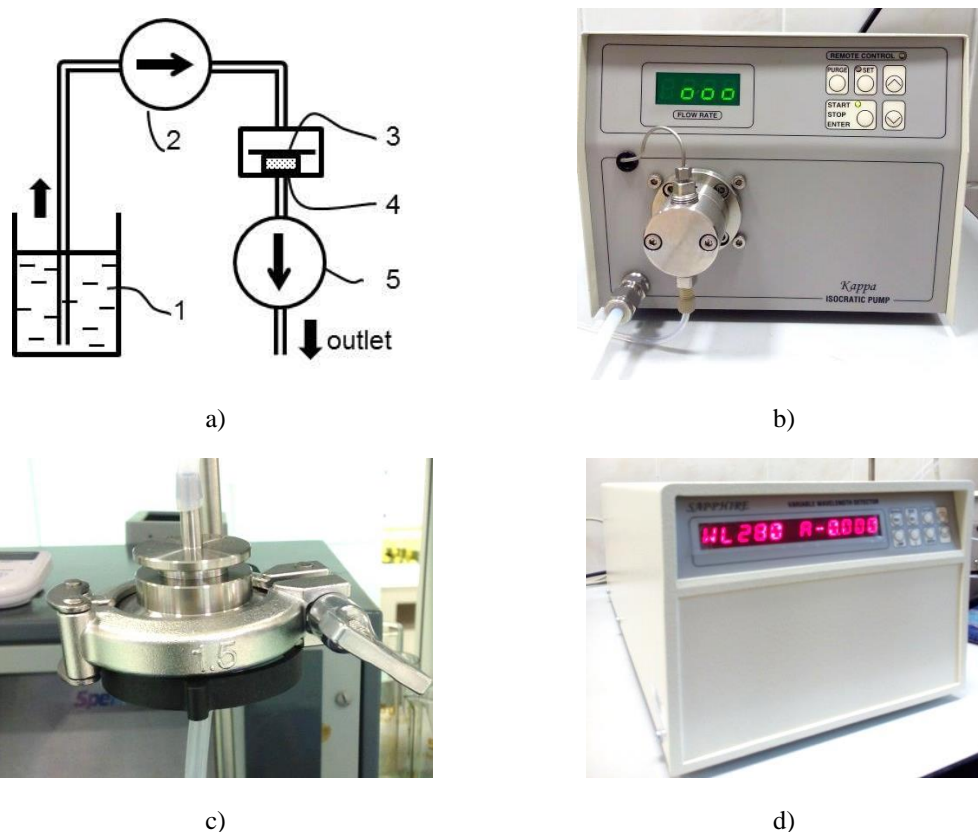 2
3
4
5
1
outlet
a)
REMOTE CONTROL
PURGE
SET
FLOW RATE
START
STOP
ENTER
Kappa
ISOCRATIC PUMP
b)
1.5
c)
SAPPHIRE
VARIABLE WAVELENGTH DETECTOR
WL280 A-0.000
d)